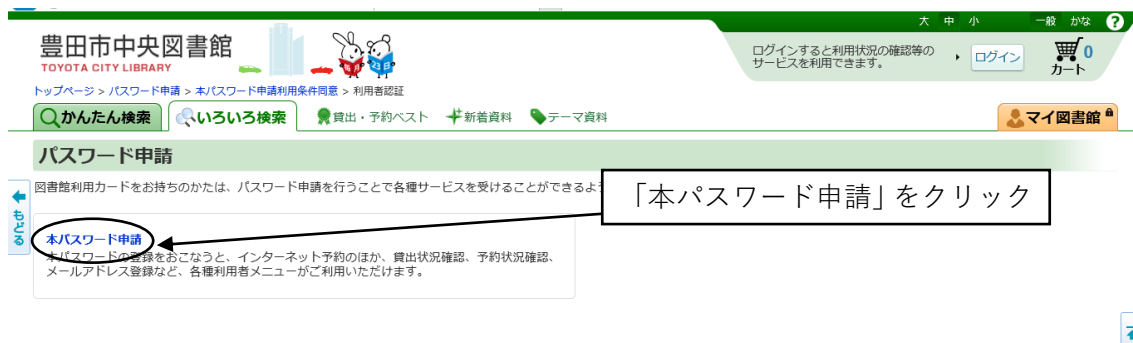 大 中 小 一般 かな ?
豊田市中央図書館
TOYOTA CITY LIBRARY
ログインすると利用状況の確認等の
サービスを利用できます。
ログイン
0
カート
トップページ > パスワード申請 > 本パスワード申請利用条件同意 > 利用者認証
かんたん検索 いろいろ検索 貸出・予約ベスト 新着資料 テーマ資料 マイ図書館
パスワード申請
図書館利用カードをお持ちのかたは、パスワード申請を行うことで各種サービスを受けることができるよ
「本パスワード申請」をクリック
もどる
本パスワード申請
本パスワードの登録をおこなうと、インターネット予約のほか、貸出状況確認、予約状況確認、
メールアドレス登録など、各種利用者メニューがご利用いただけます。